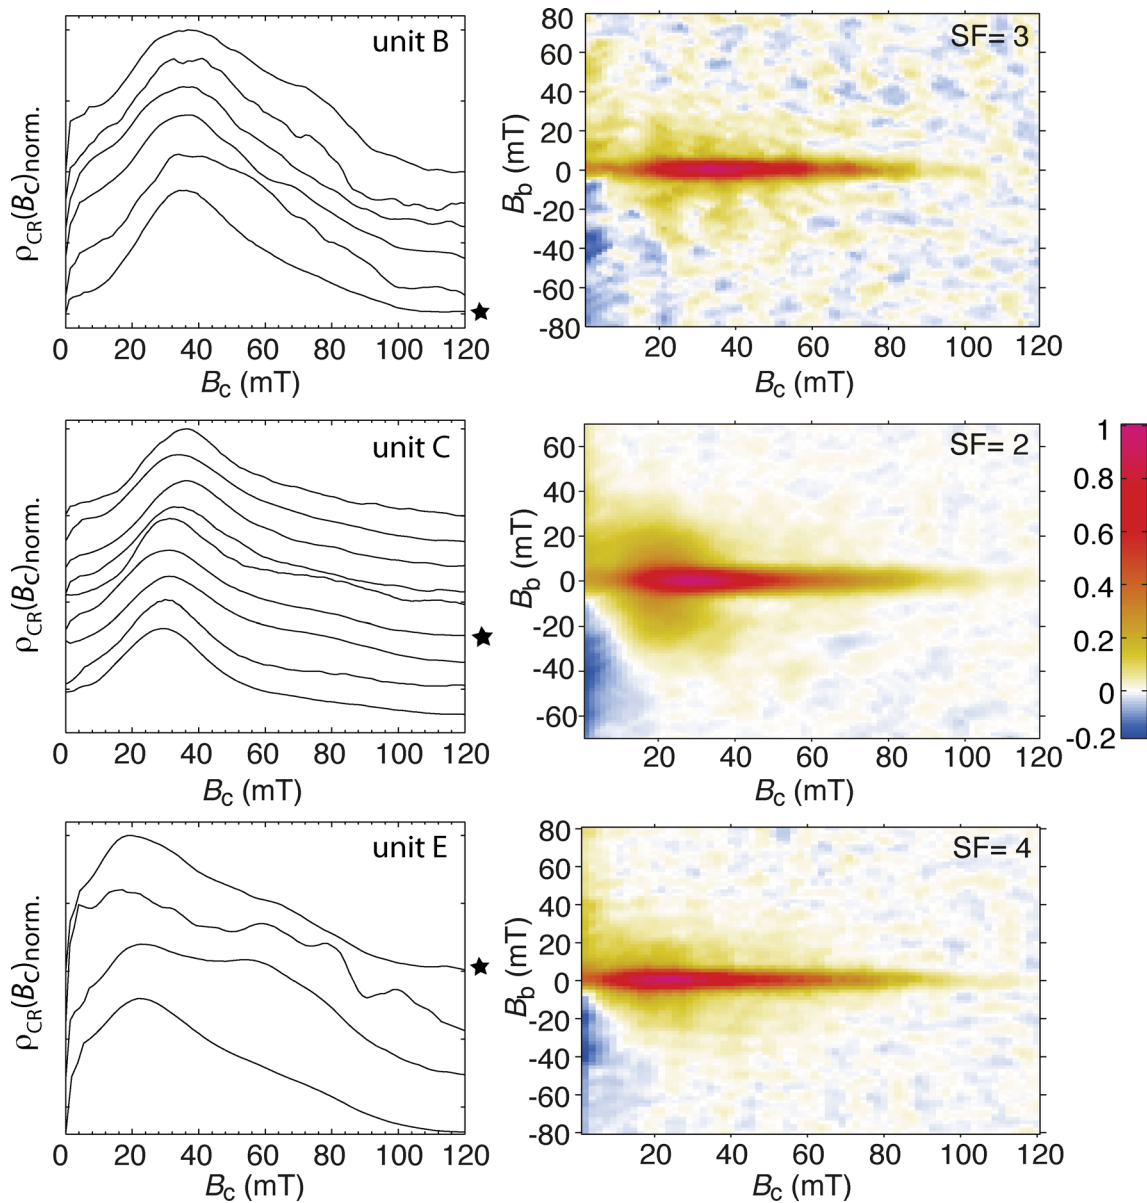 unit B
ρCR(Bc)norm.
0 20 40 60 80 100 120
Bc (mT)
SF= 3
80
60
40
20
0
-20
-40
-60
-80
Bb (mT)
20 40 60 80 100 120
Bc (mT)
unit C
ρCR(Bc)norm.
0 20 40 60 80 100 120
Bc (mT)
SF= 2
60
40
20
0
-20
-40
-60
Bb (mT)
20 40 60 80 100 120
Bc (mT)
1
0.8
0.6
0.4
0.2
0
-0.2
unit E
ρCR(Bc)norm.
0 20 40 60 80 100 120
Bc (mT)
SF= 4
80
60
40
20
0
-20
-40
-60
-80
Bb (mT)
20 40 60 80 100 120
Bc (mT)